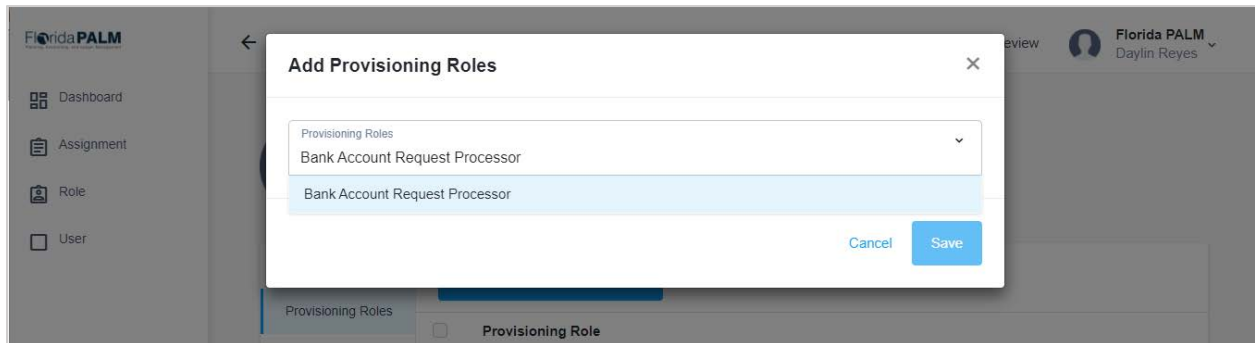 Florida PALM
Add Provisioning Roles
eview
Florida PALM
Daylin Reyes
Dashboard
Assignment
Role
User
Provisioning Roles
Bank Account Request Processor
Bank Account Request Processor
Cancel
Save
Provisioning Roles
Provisioning Role